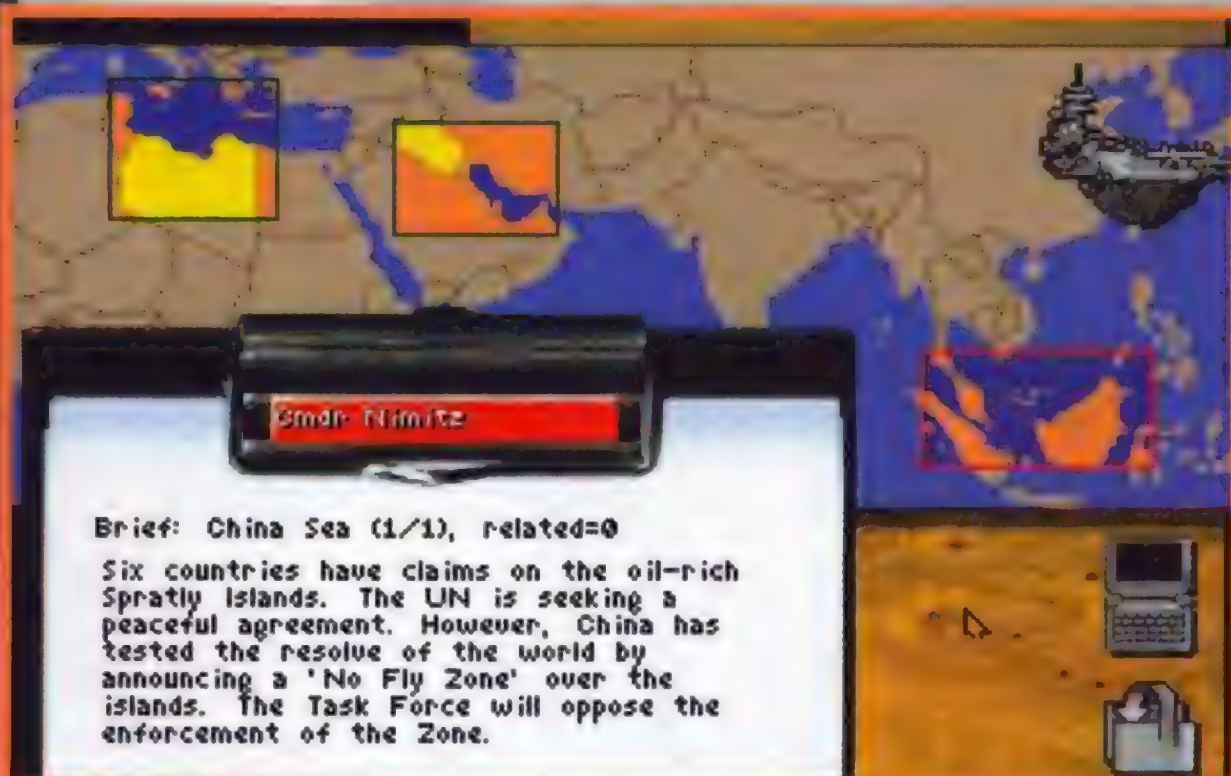 Cmdr Nimitz
Brief: China Sea (1/1), related=0
Six countries have claims on the oil-rich
Spratly Islands. The UN is seeking a
peaceful agreement. However, China has
tested the resolve of the world by
announcing a 'No Fly Zone' over the
islands. The Task Force will oppose the
enforcement of the Zone.